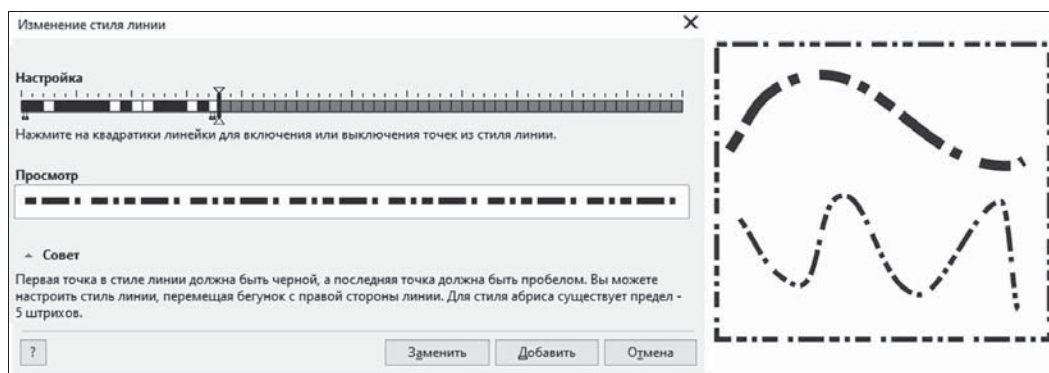 Изменение стиля линии
Настройка
Нажмите на квадратики линейки для включения или выключения точек из стиля линии.
Просмотр
Совет
Первая точка в стиле линии должна быть черной, а последняя точка должна быть пробелом. Вы можете
настроить стиль линии, перемещая бегунок с правой стороны линии. Для стиля абриса существует предел -
5 штрихов.
? Заменить Добавить Отмена